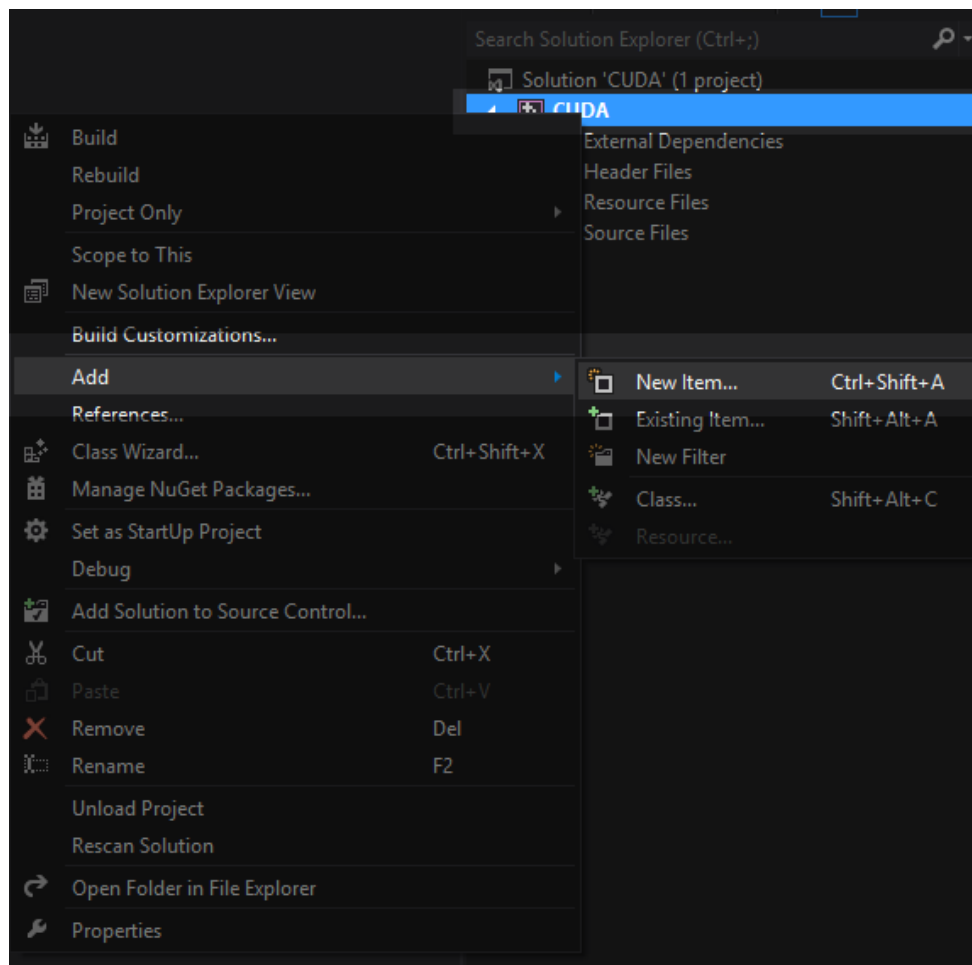 Search Solution Explorer (Ctrl+;)
Solution 'CUDA' (1 project)
CUDA
External Dependencies
Header Files
Resource Files
Source Files
Build
Rebuild
Project Only
Scope to This
New Solution Explorer View
Build Customizations...
Add
References...
Class Wizard... Ctrl+Shift+X
Manage NuGet Packages...
Set as StartUp Project
Debug
Add Solution to Source Control...
Cut Ctrl+X
Paste Ctrl+V
Remove Del
Rename F2
Unload Project
Rescan Solution
Open Folder in File Explorer
Properties
New Item... Ctrl+Shift+A
Existing Item... Shift+Alt+A
New Filter
Class... Shift+Alt+C
Resource...